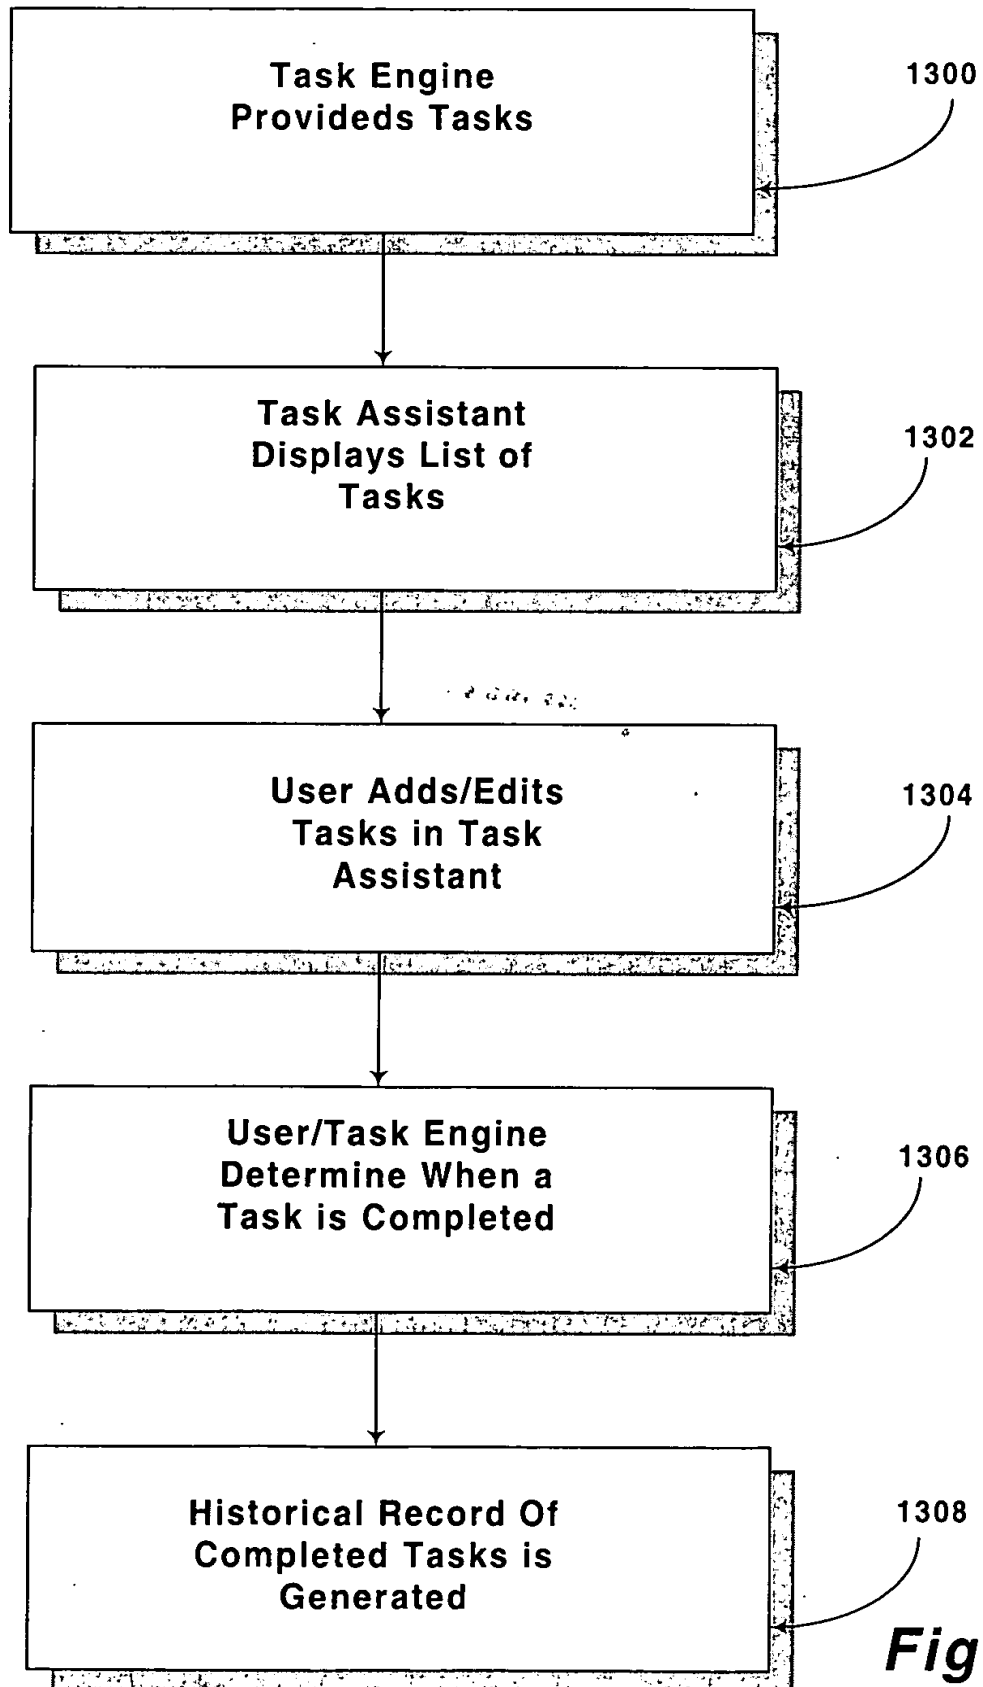 Task Engine
Provideds Tasks
1300
Task Assistant
Displays List of
Tasks
1302
User Adds/Edits
Tasks in Task
Assistant
1304
User/Task Engine
Determine When a
Task is Completed
1306
Historical Record Of
Completed Tasks is
Generated
1308
Fig